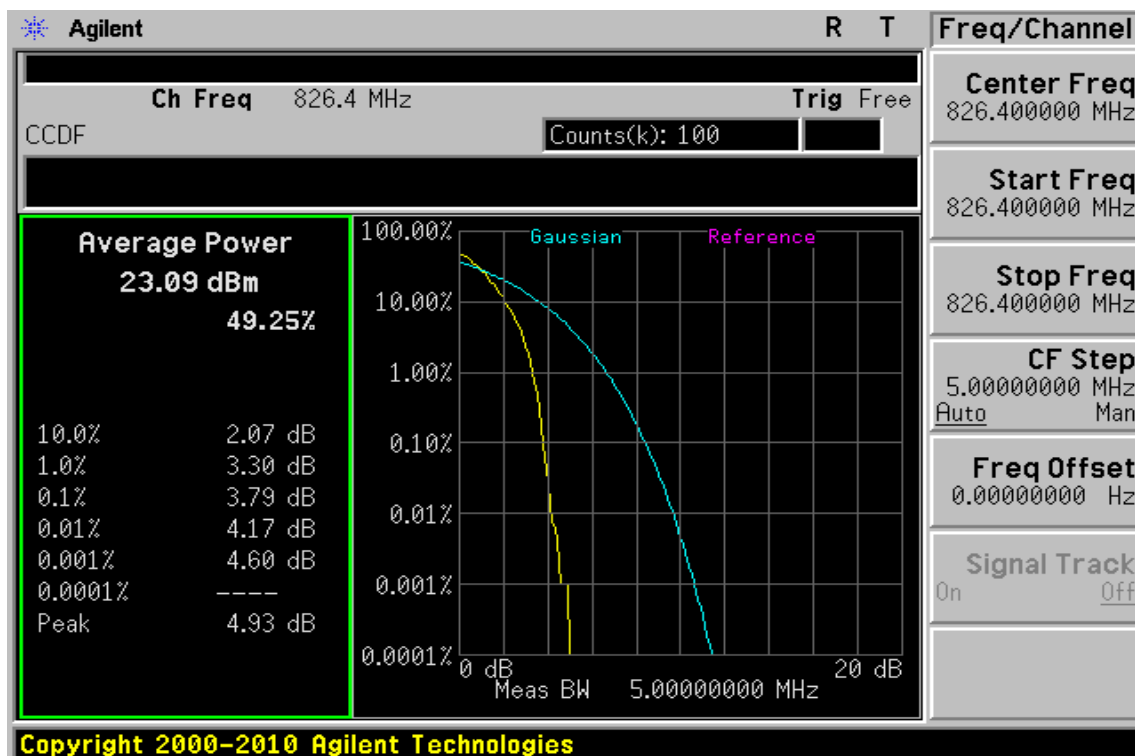 Agilent R T
Ch Freq 826.4 MHz Trig Free
CCDF Counts(k): 100
Average Power
23.09 dBm
49.25%
10.0% 2.07 dB
1.0% 3.30 dB
0.1% 3.79 dB
0.01% 4.17 dB
0.001% 4.60 dB
0.0001% ----
Peak 4.93 dB
Gaussian Reference
100.00%
10.00%
1.00%
0.10%
0.01%
0.001%
0.0001%
0 dB 20 dB
Meas BW 5.00000000 MHz
Freq/Channel
Center Freq
826.400000 MHz
Start Freq
826.400000 MHz
Stop Freq
826.400000 MHz
CF Step
5.00000000 MHz
Auto Man
Freq Offset
0.00000000 Hz
Signal Track
On Off
Copyright 2000-2010 Agilent Technologies